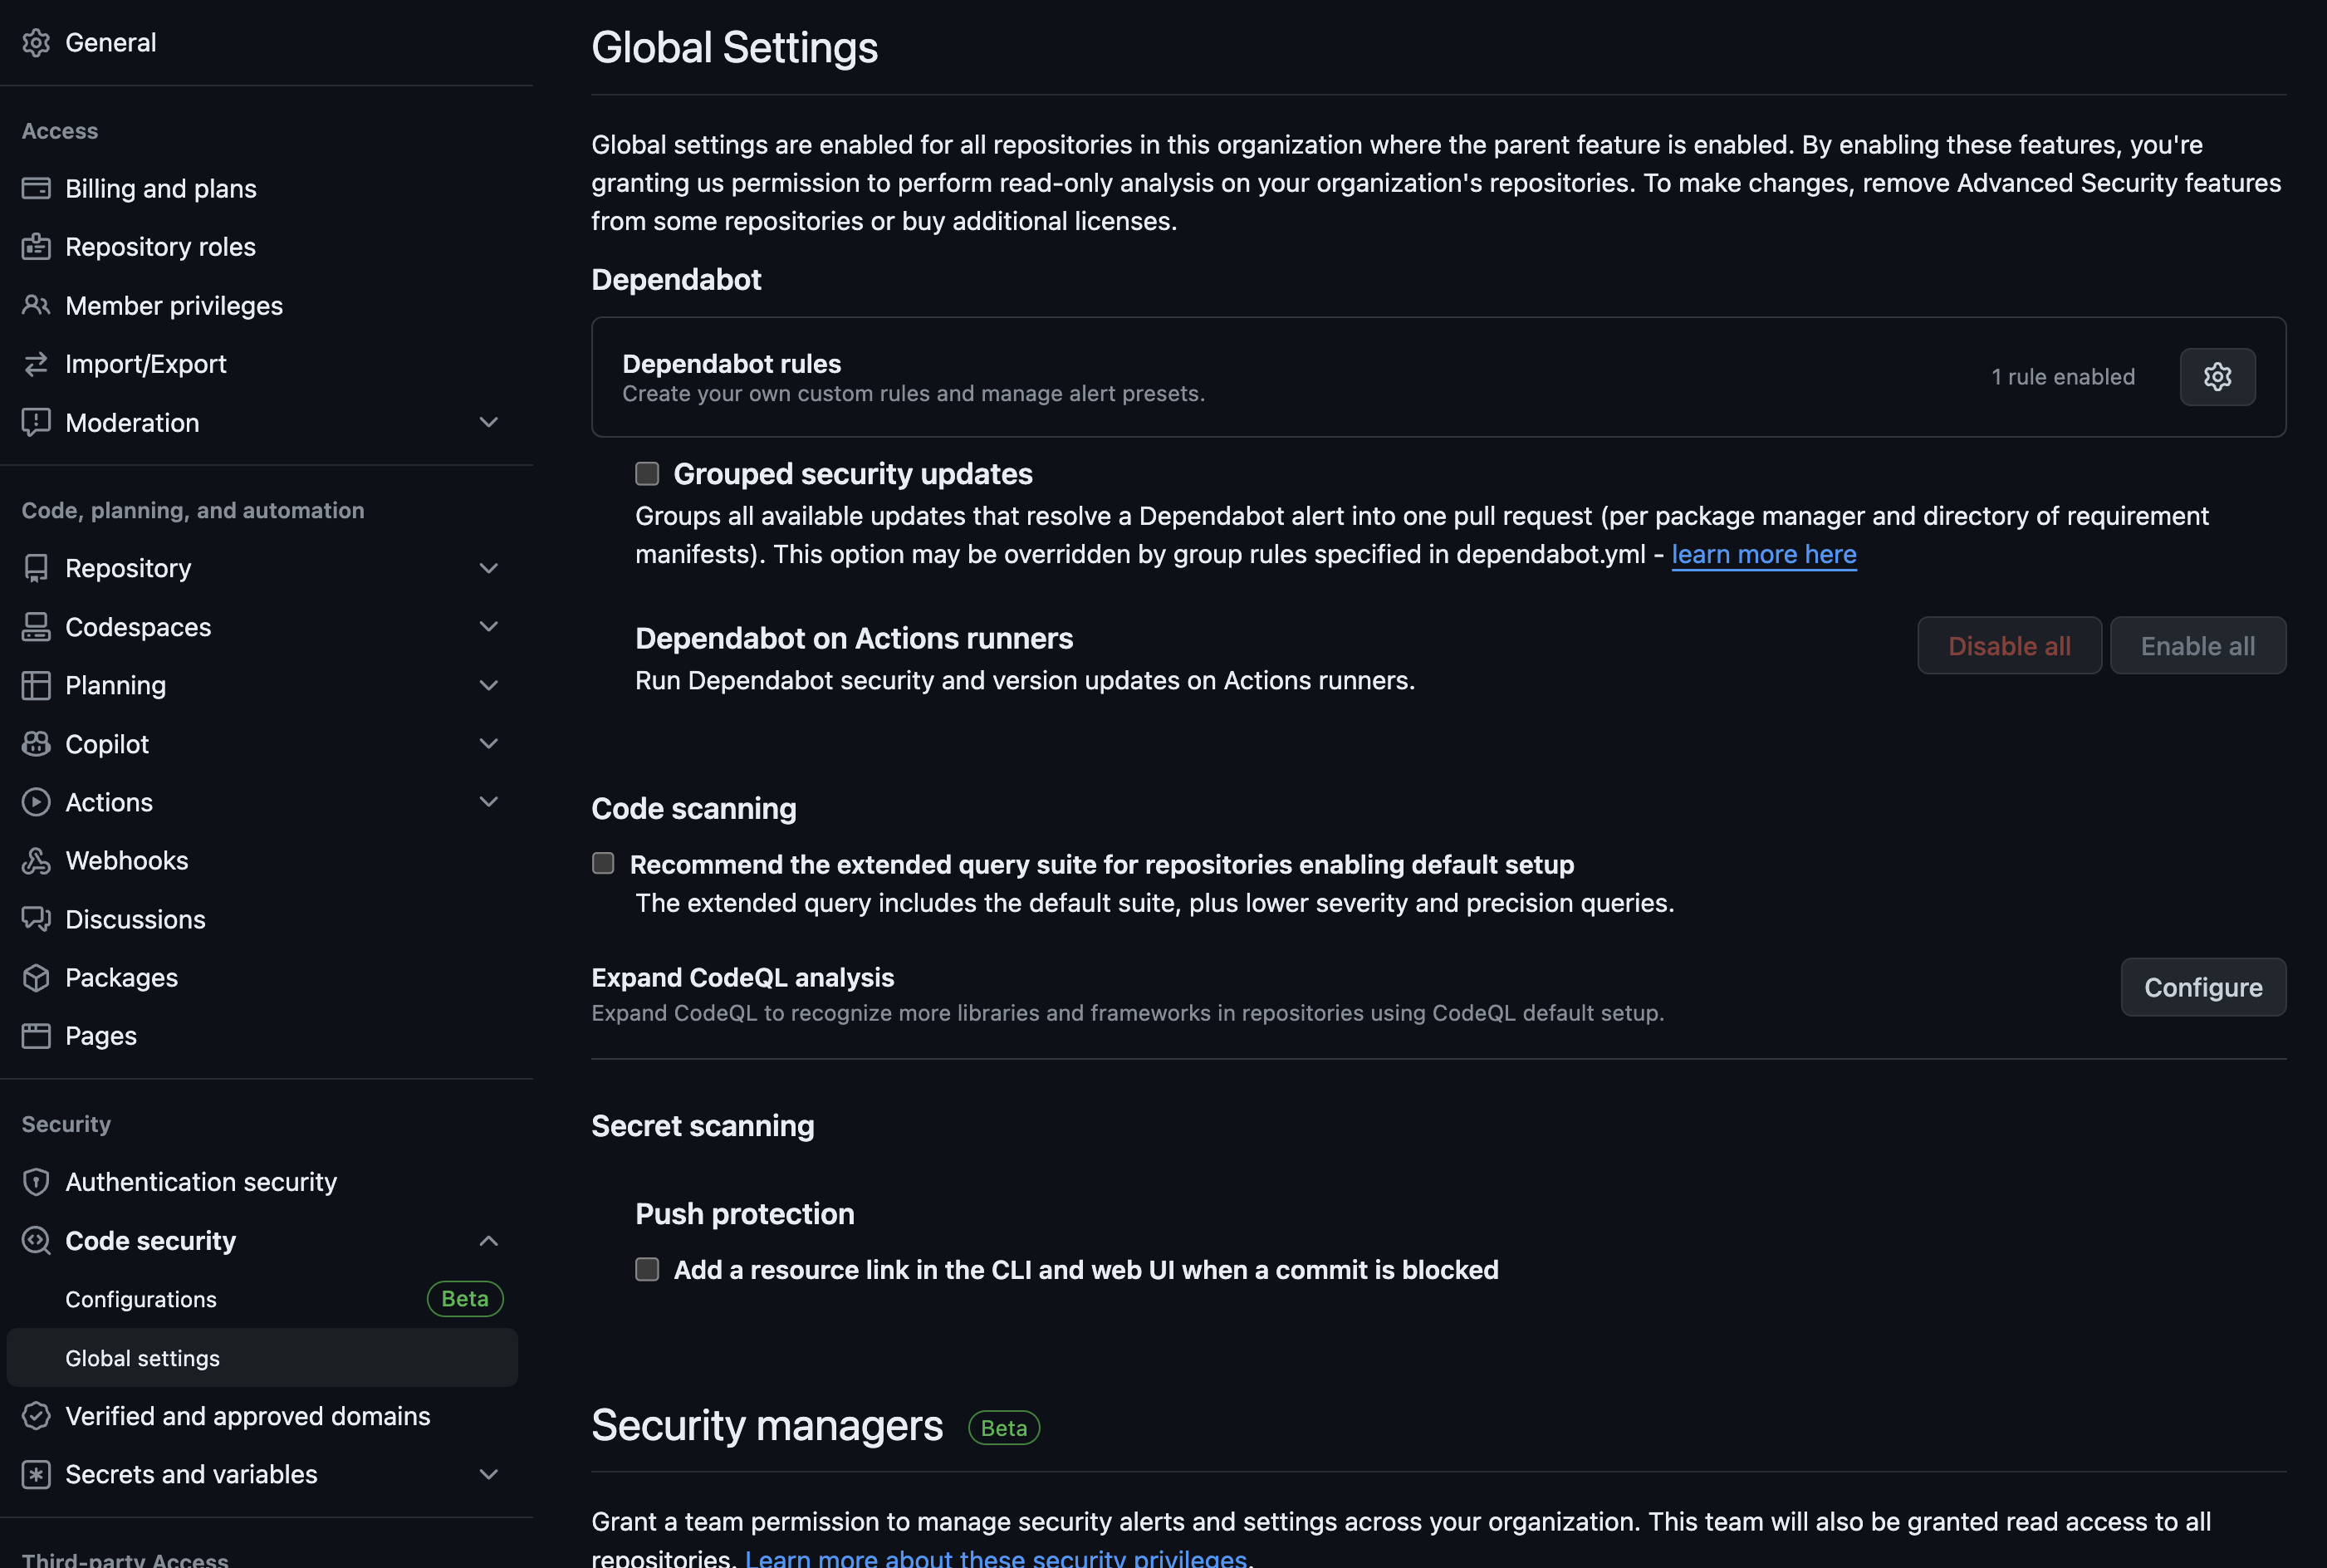 General
Access
Billing and plans
Repository roles
Member privileges
Import/Export
Moderation
Code, planning, and automation
Repository
Codespaces
Planning
Copilot
Actions
Webhooks
Discussions
Packages
Pages
Security
Authentication security
Code security
Configurations Beta
Global settings
Verified and approved domains
Secrets and variables
Third-party Access
Global Settings
Global settings are enabled for all repositories in this organization where the parent feature is enabled. By enabling these features, you're
granting us permission to perform read-only analysis on your organization's repositories. To make changes, remove Advanced Security features
from some repositories or buy additional licenses.
Dependabot
Dependabot rules
Create your own custom rules and manage alert presets.
1 rule enabled
Grouped security updates
Groups all available updates that resolve a Dependabot alert into one pull request (per package manager and directory of requirement
manifests). This option may be overridden by group rules specified in dependabot.yml - learn more here
Dependabot on Actions runners
Run Dependabot security and version updates on Actions runners.
Disable all Enable all
Code scanning
Recommend the extended query suite for repositories enabling default setup
The extended query includes the default suite, plus lower severity and precision queries.
Expand CodeQL analysis
Expand CodeQL to recognize more libraries and frameworks in repositories using CodeQL default setup.
Configure
Secret scanning
Push protection
Add a resource link in the CLI and web UI when a commit is blocked
Security managers Beta
Grant a team permission to manage security alerts and settings across your organization. This team will also be granted read access to all
repositories. Learn more about these security privileges.